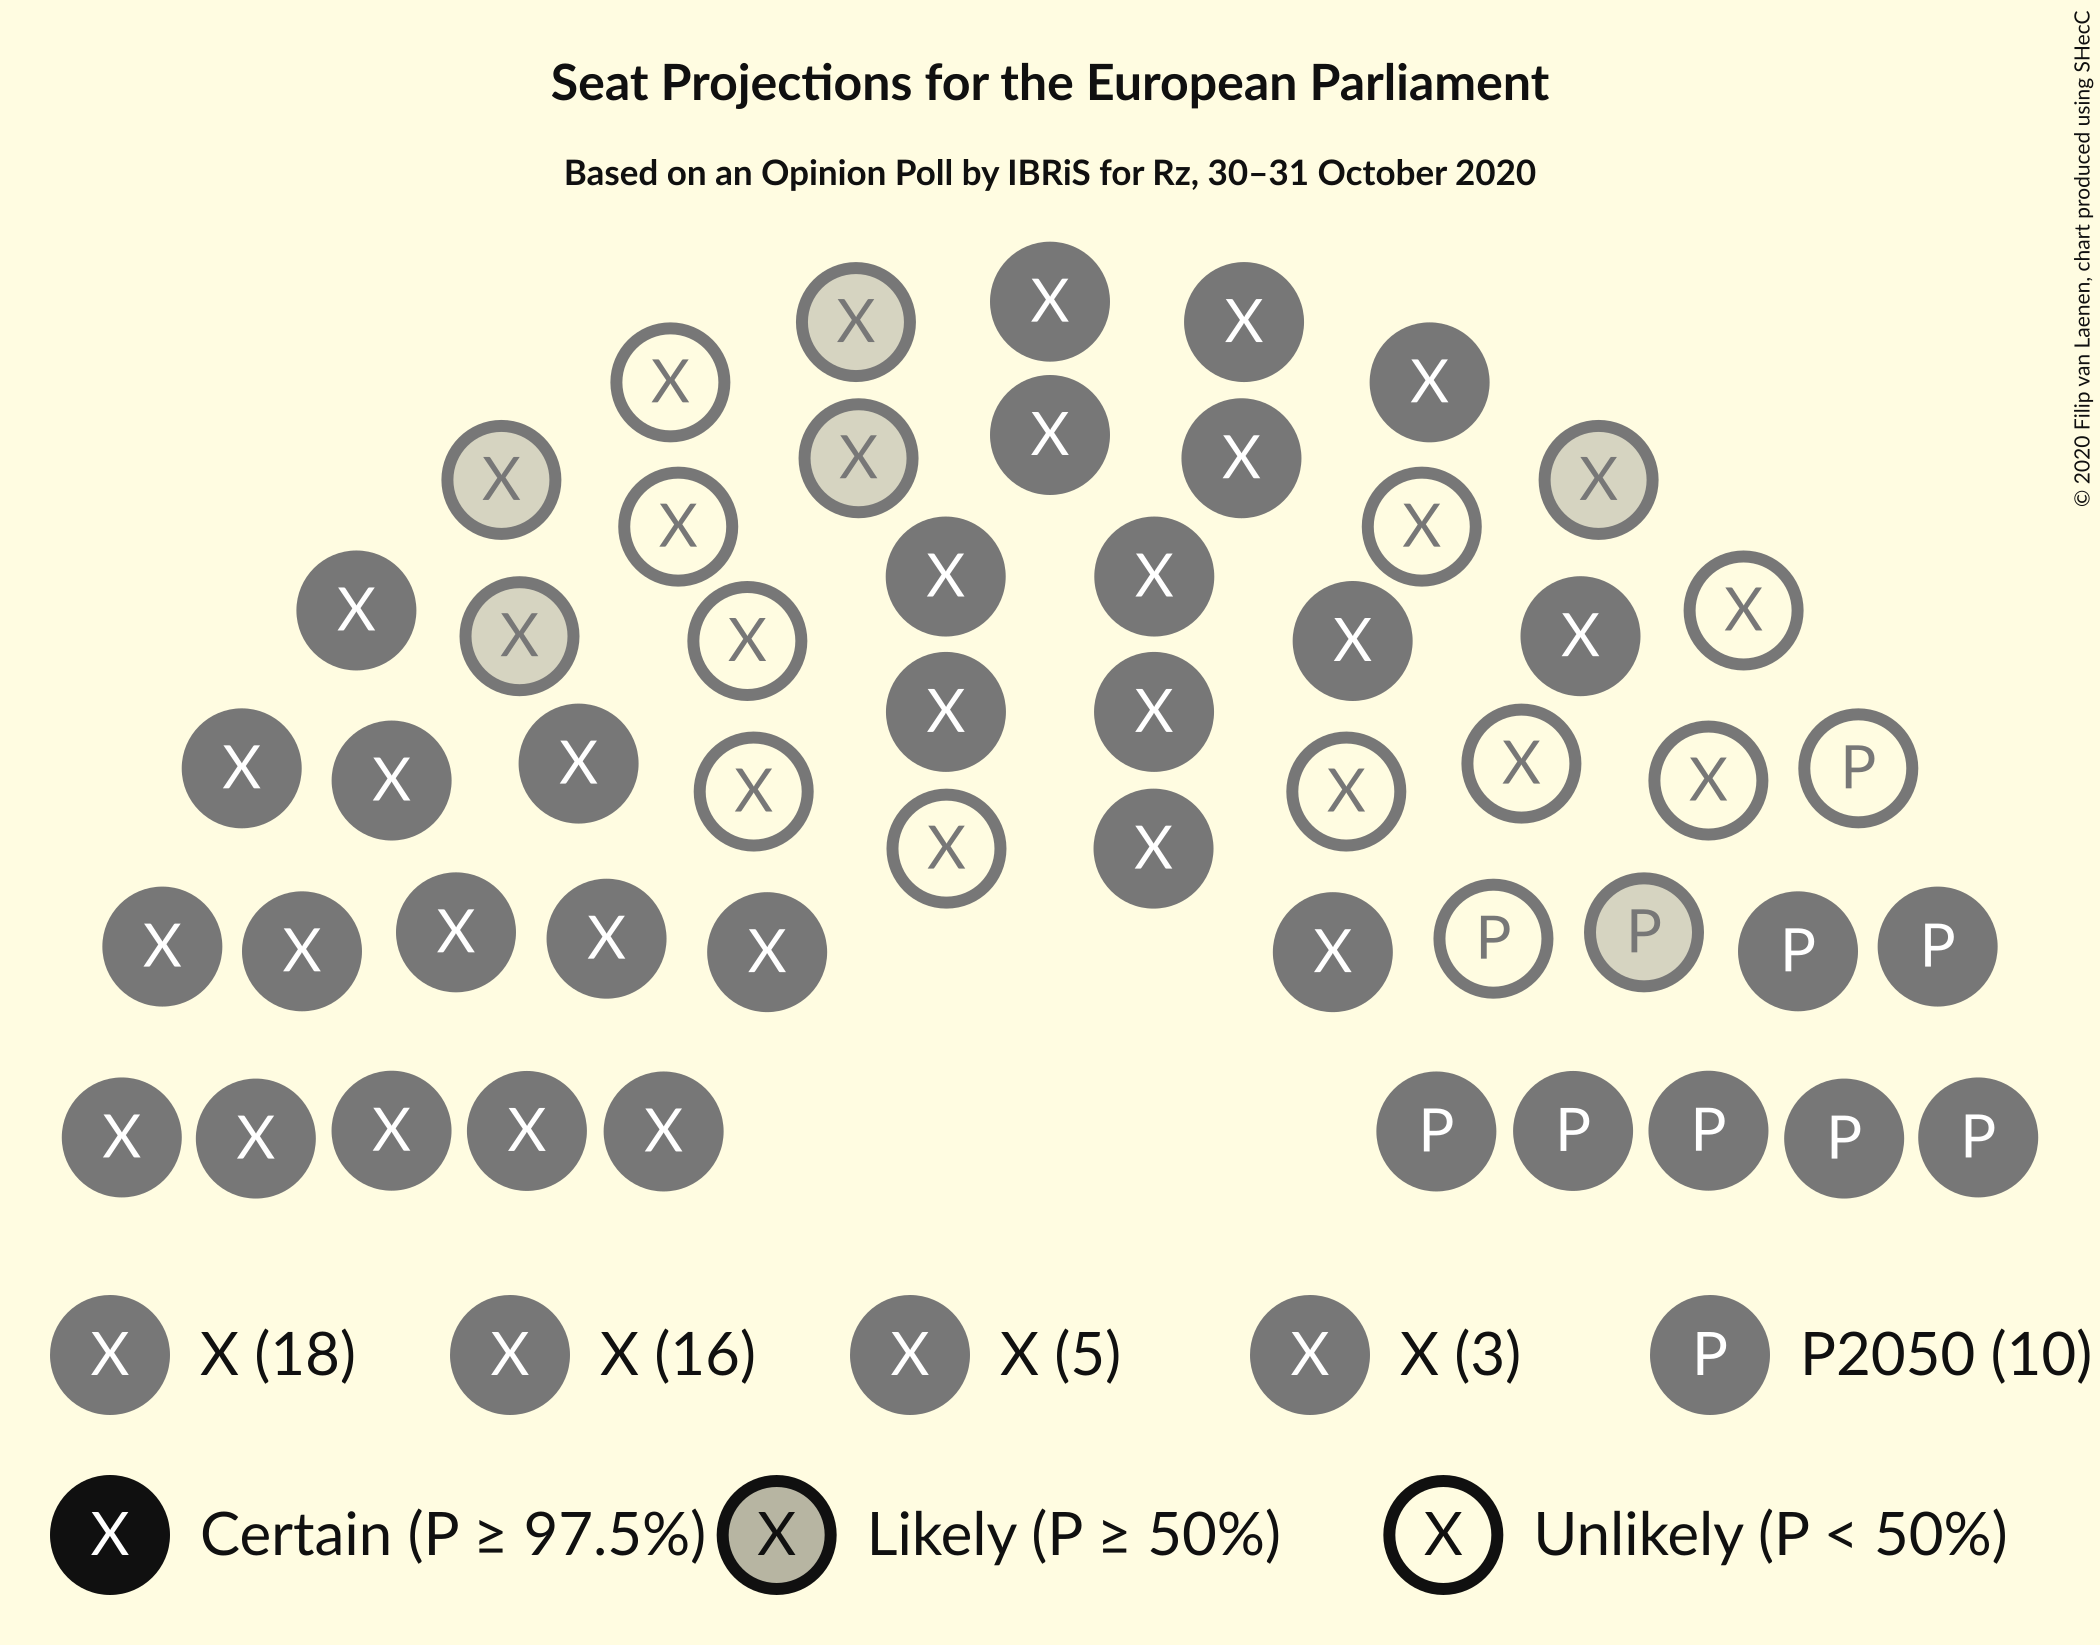 Seat Projections for the European Parliament
Based on an Opinion Poll by IBRiS for Rz, 30–31 October 2020
© 2020 Filip van Laenen, chart produced using SHecC
X X X
X X
X X X X
X X X X
X X X
X X X X
X X X X
X X X X X P
X X
X X X X X X P P P P
X X X X X P P P P P
X X (18) X X (16) X X (5) X X (3) P P2050 (10)
X Certain (P ≥ 97.5%) X Likely (P ≥ 50%) X Unlikely (P < 50%)